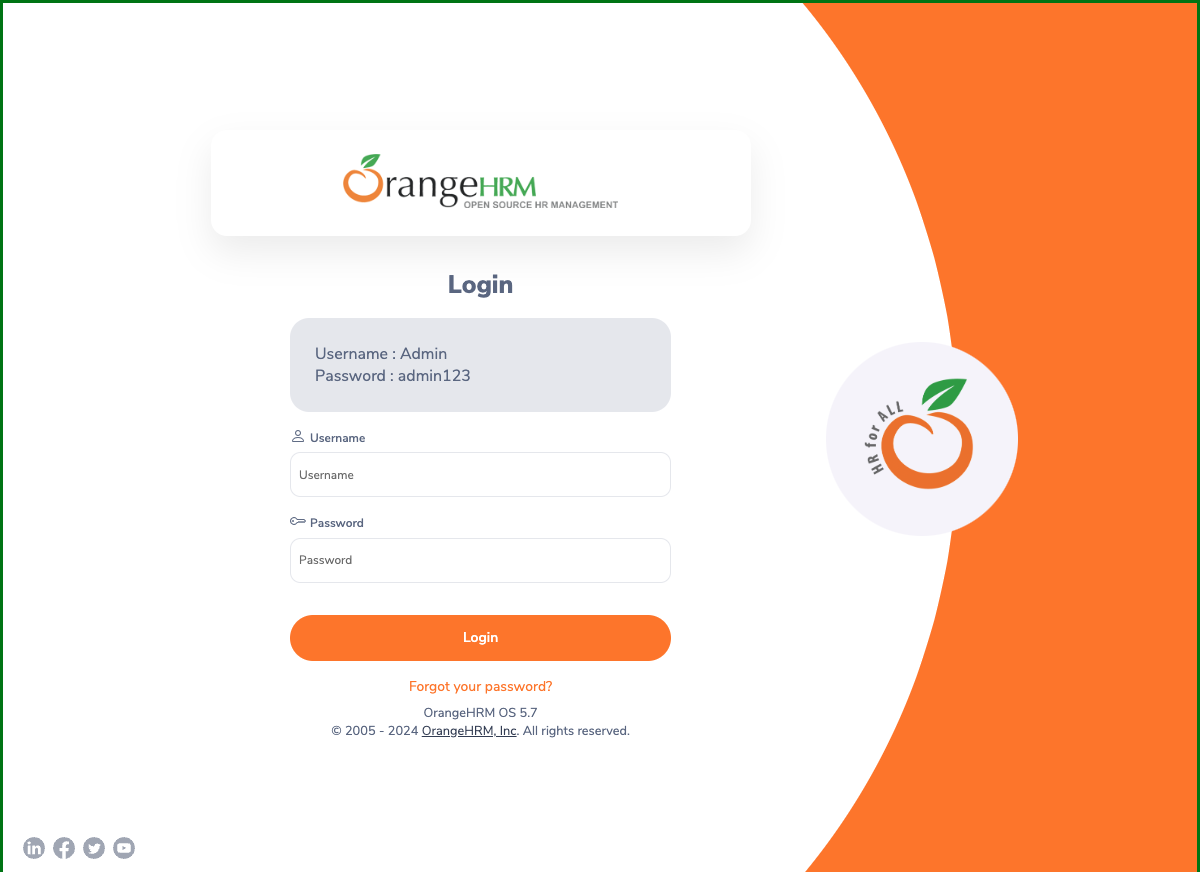 OrangeHRM
OPEN SOURCE HR MANAGEMENT
Login
Username : Admin
Password : admin123
Username
Username
Password
Password
Login
Forgot your password?
OrangeHRM OS 5.7
© 2005 - 2024 OrangeHRM, Inc. All rights reserved.
HR for ALL
in